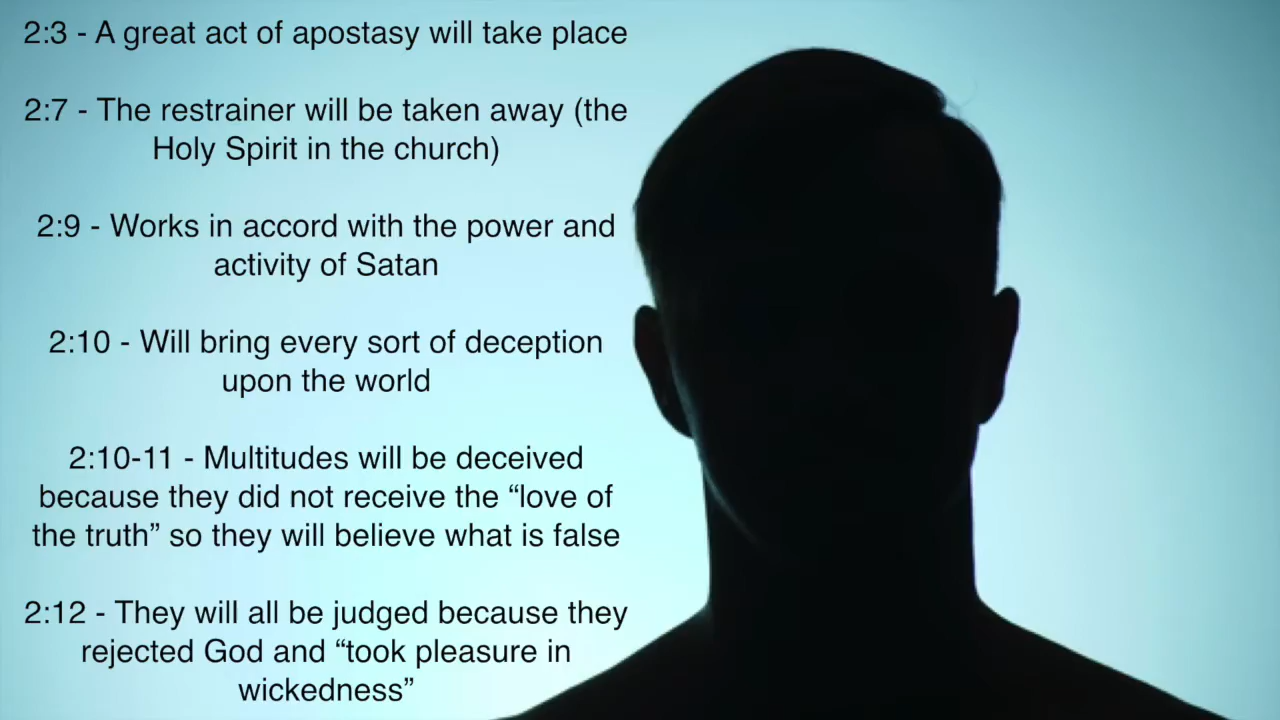 2:3 - A great act of apostasy will take place
2:7 - The restrainer will be taken away (the
Holy Spirit in the church)
2:9 - Works in accord with the power and
activity of Satan
2:10 - Will bring every sort of deception
upon the world
2:10-11 - Multitudes will be deceived
because they did not receive the “love of
the truth” so they will believe what is false
2:12 - They will all be judged because they
rejected God and “took pleasure in
wickedness”